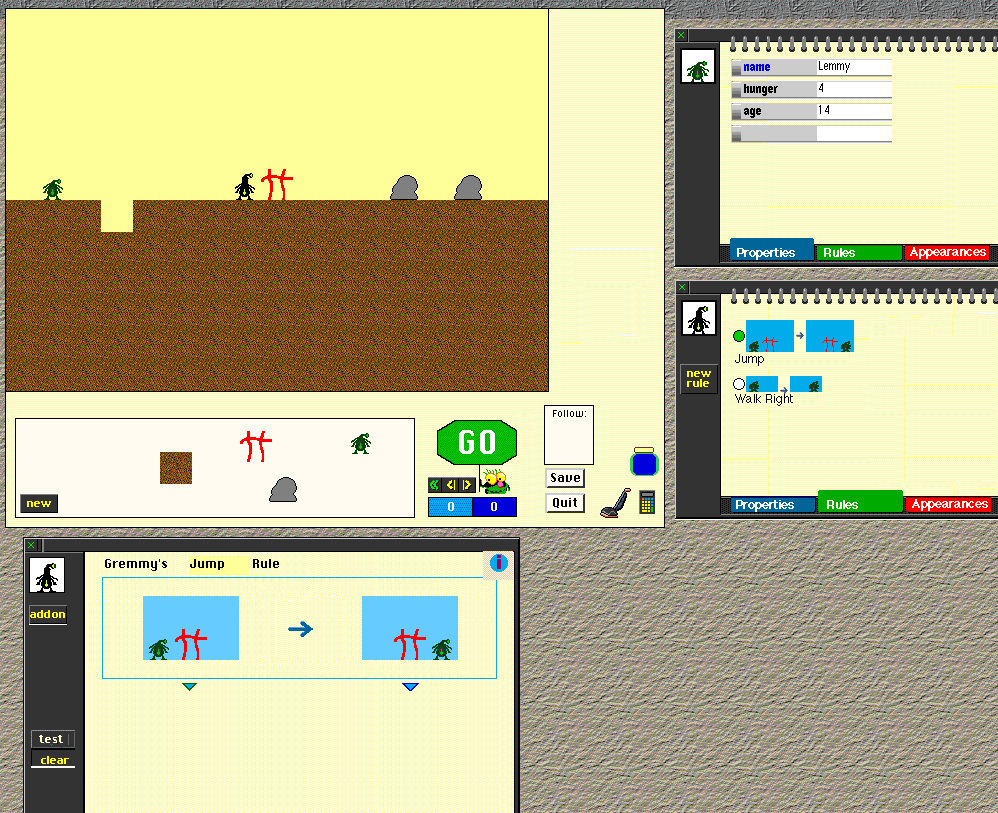 name Lemmy
hunger 4
age 14
Properties Rules Appearances
new rule
Jump
Walk Right
Properties Rules Appearances
GO
Follow:
Save
Quit
0 0
new
Gremmy's Jump Rule
i
addon
test
clear